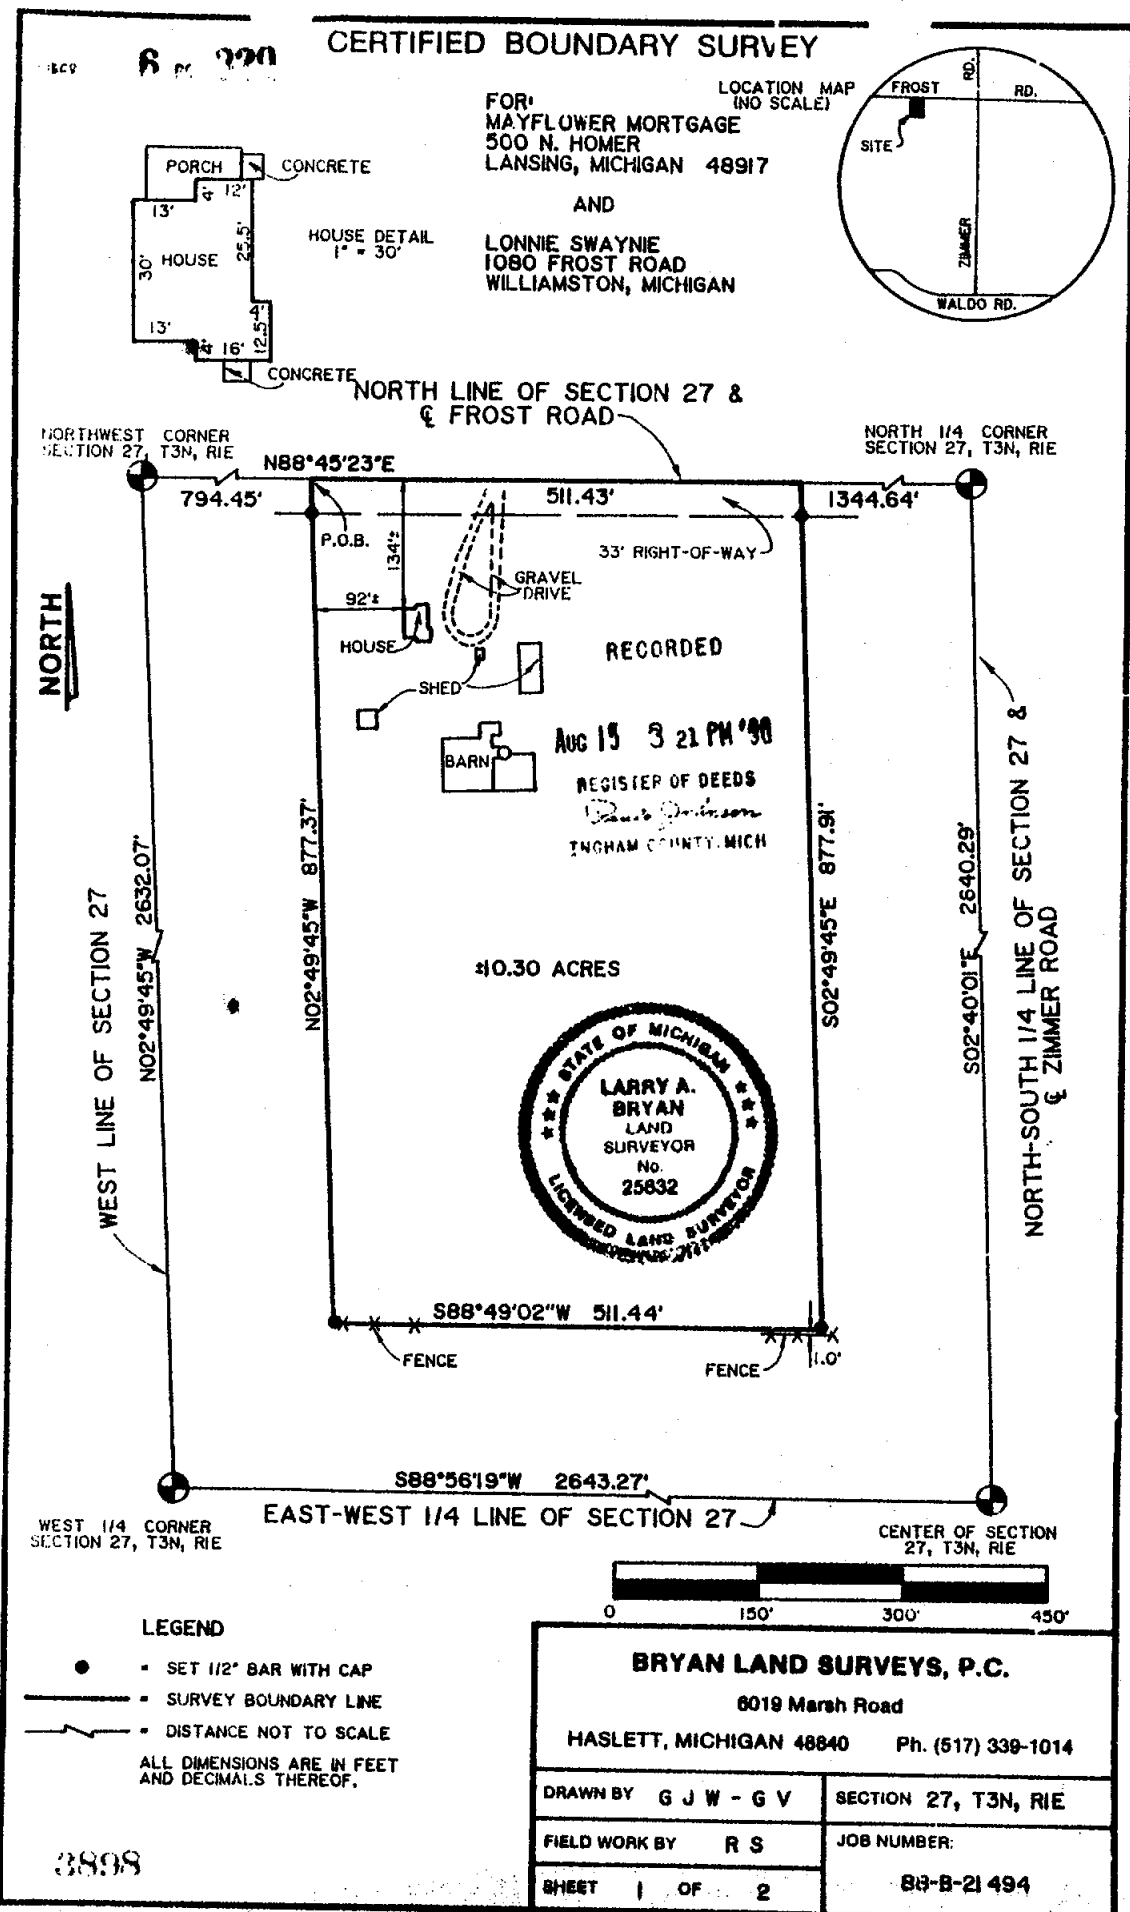 CERTIFIED BOUNDARY SURVEY
FOR:
MAYFLOWER MORTGAGE
500 N. HOMER
LANSING, MICHIGAN 48917
AND
LONNIE SWAYNIE
1080 FROST ROAD
WILLIAMSTON, MICHIGAN
LOCATION MAP
(NO SCALE)
FROST RD.
RD.
SITE
ZIMMER
WALDO RD.
PORCH
CONCRETE
4' 12'
13'
HOUSE
25.5'
30'
HOUSE DETAIL
1" = 30'
13'
4'
12.5'
4' 16'
CONCRETE
NORTH LINE OF SECTION 27 &
℄ FROST ROAD
NORTHWEST CORNER
SECTION 27, T3N, R1E
NORTH 1/4 CORNER
SECTION 27, T3N, R1E
N88°45'23"E
794.45'
511.43'
1344.64'
P.O.B.
134'±
33' RIGHT-OF-WAY
GRAVEL
DRIVE
92'±
HOUSE
NORTH
SHED
BARN
RECORDED
AUG 15 3 21 PM '90
REGISTER OF DEEDS
INGHAM COUNTY. MICH
WEST LINE OF SECTION 27
N02°49'45"W 2632.07'
N02°49'45"W 877.37'
S02°49'45"E 877.91'
S02°40'01"E 2640.29'
NORTH-SOUTH 1/4 LINE OF SECTION 27 &
℄ ZIMMER ROAD
±10.30 ACRES
STATE OF MICHIGAN
LARRY A.
BRYAN
LAND
SURVEYOR
No.
25832
LICENSED LAND SURVEYOR
S88°49'02"W 511.44'
FENCE
FENCE
1.0'
S88°56'19"W 2643.27'
EAST-WEST 1/4 LINE OF SECTION 27
WEST 1/4 CORNER
SECTION 27, T3N, R1E
CENTER OF SECTION
27, T3N, R1E
0 150' 300' 450'
LEGEND
= SET 1/2" BAR WITH CAP
= SURVEY BOUNDARY LINE
= DISTANCE NOT TO SCALE
ALL DIMENSIONS ARE IN FEET
AND DECIMALS THEREOF.
3898
BRYAN LAND SURVEYS, P.C.
6019 Marsh Road
HASLETT, MICHIGAN 48840 Ph. (517) 339-1014
DRAWN BY G J W - G V
SECTION 27, T3N, R1E
FIELD WORK BY R S
JOB NUMBER:
88-B-21494
SHEET 1 OF 2